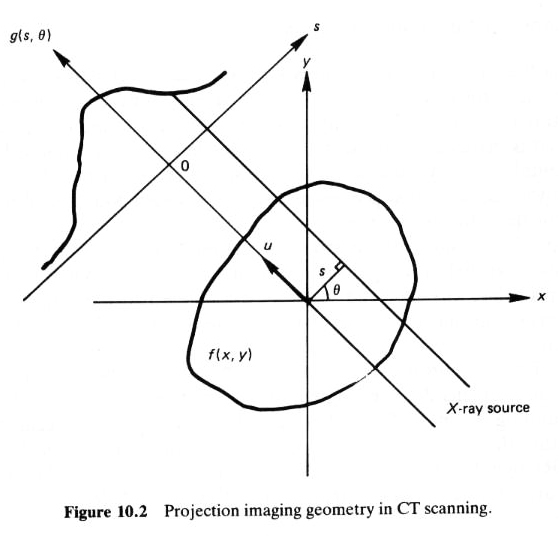 g(s, θ)
s
y
0
u
s
θ
x
f(x, y)
X-ray source
Figure 10.2 Projection imaging geometry in CT scanning.